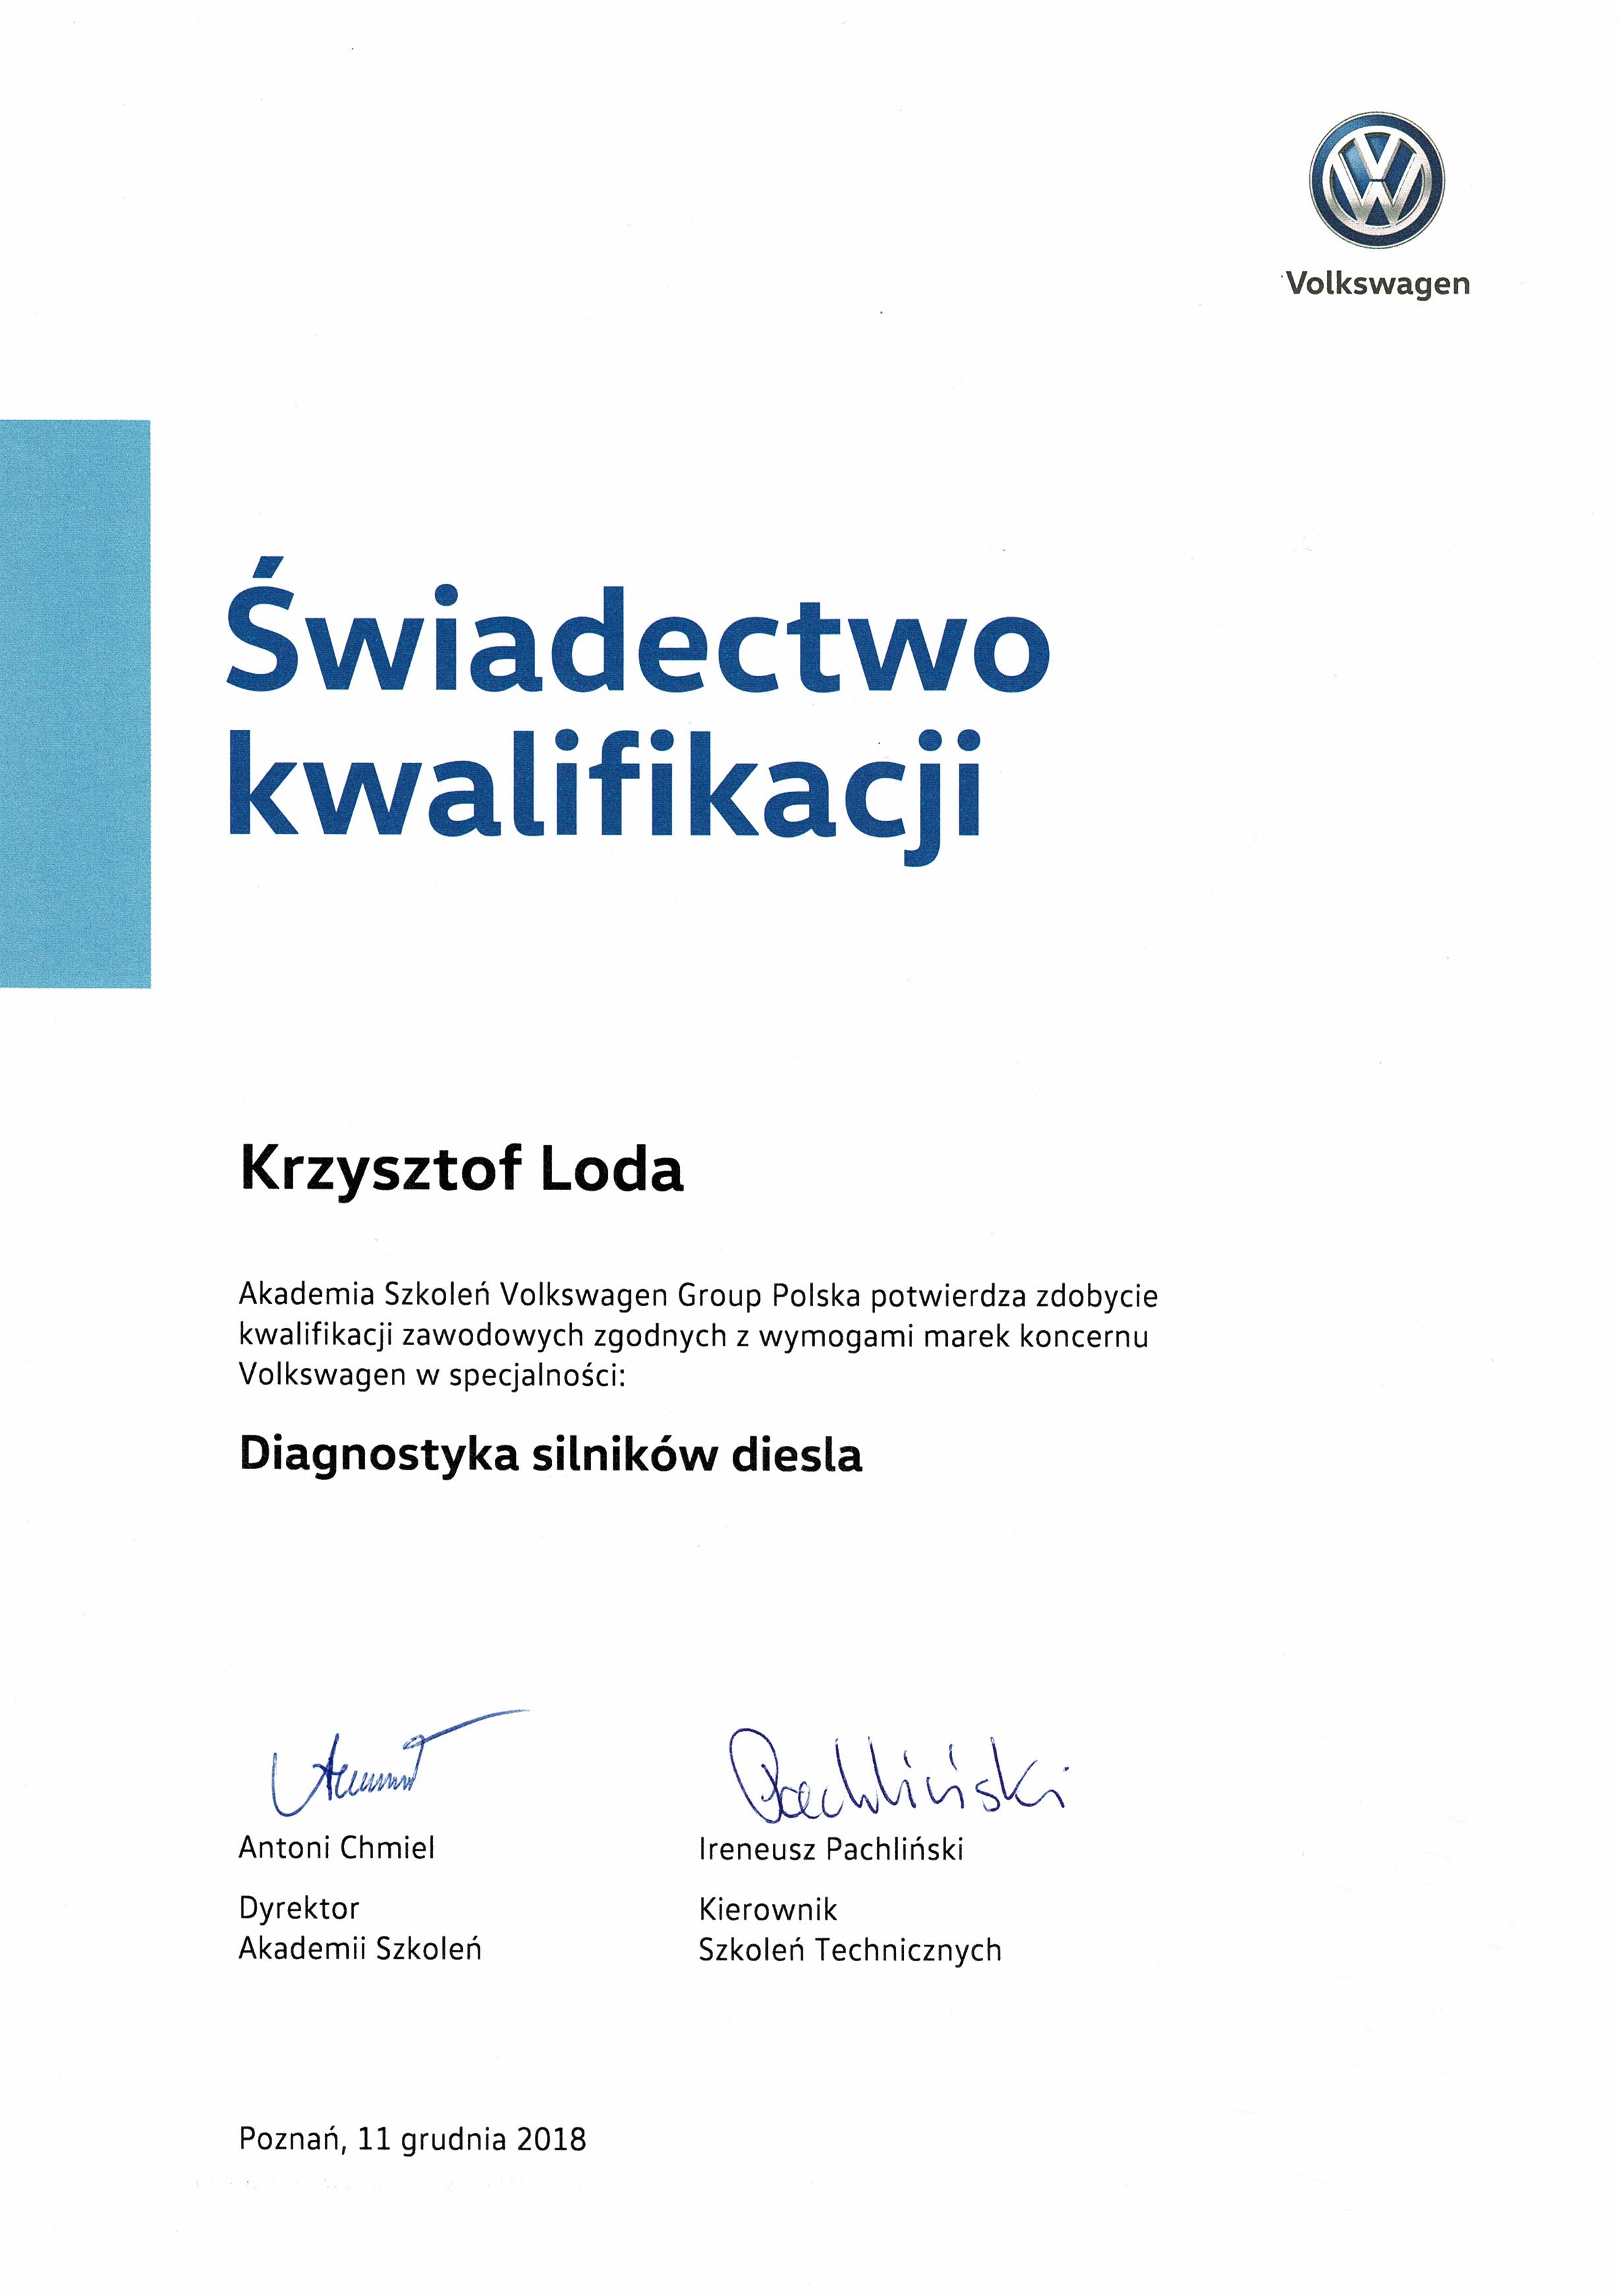 Volkswagen
Świadectwo
kwalifikacji
Krzysztof Loda
Akademia Szkoleń Volkswagen Group Polska potwierdza zdobycie
kwalifikacji zawodowych zgodnych z wymogami marek koncernu
Volkswagen w specjalności:
Diagnostyka silników diesla
Pachliński
Antoni Chmiel
Ireneusz Pachliński
Dyrektor
Akademii Szkoleń
Kierownik
Szkoleń Technicznych
Poznań, 11 grudnia 2018